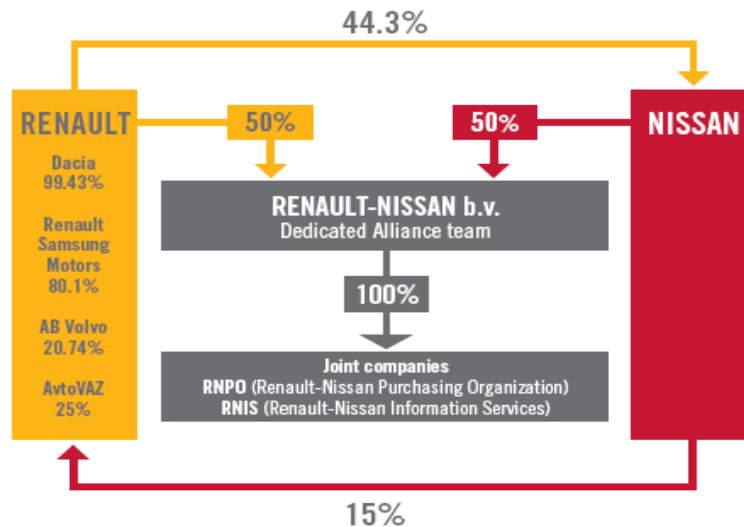 44.3%
RENAULT
50%
50%
NISSAN
Dacia
99.43%
Renault
Samsung
Motors
80.1%
AB Volvo
20.74%
AvtoVAZ
25%
RENAULT-NISSAN b.v.
Dedicated Alliance team
100%
Joint companies
RNPO (Renault-Nissan Purchasing Organization)
RNIS (Renault-Nissan Information Services)
15%